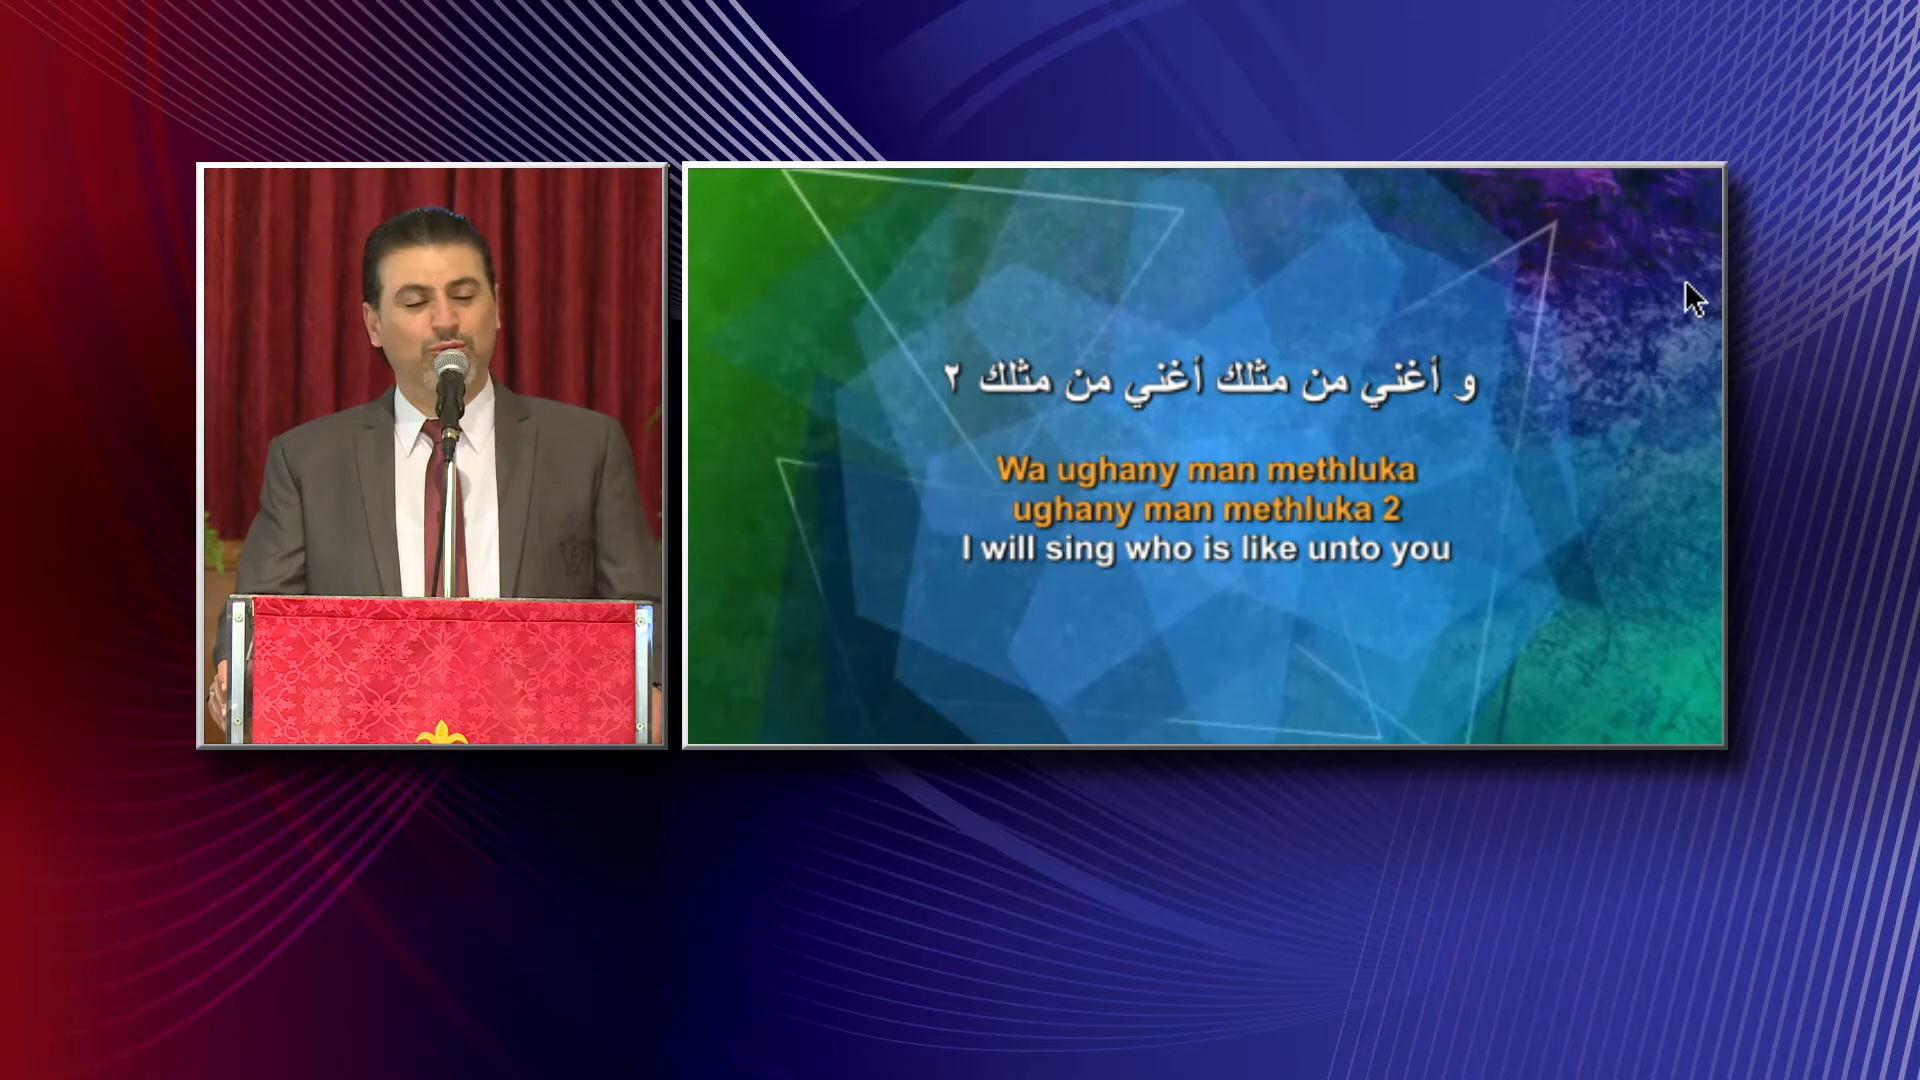 و أغني من مثلك أغني من مثلك ٢
Wa ughany man methluka
ughany man methluka 2
I will sing who is like unto you